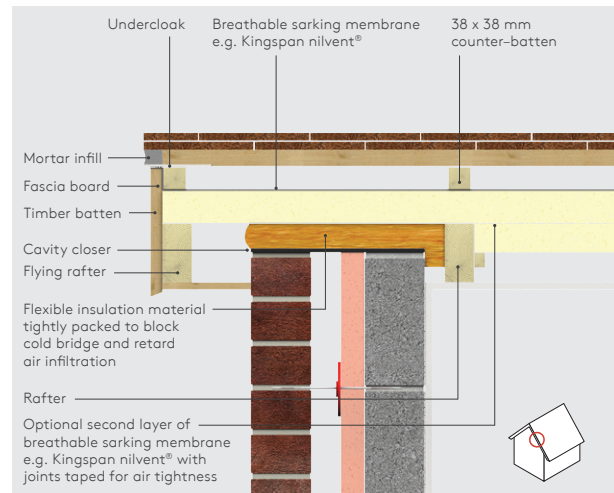 Undercloak
Breathable sarking membrane
e.g. Kingspan nilvent®
38 x 38 mm
counter–batten
Mortar infill
Fascia board
Timber batten
Cavity closer
Flying rafter
Flexible insulation material
tightly packed to block
cold bridge and retard
air infiltration
Rafter
Optional second layer of
breathable sarking membrane
e.g. Kingspan nilvent® with
joints taped for air tightness